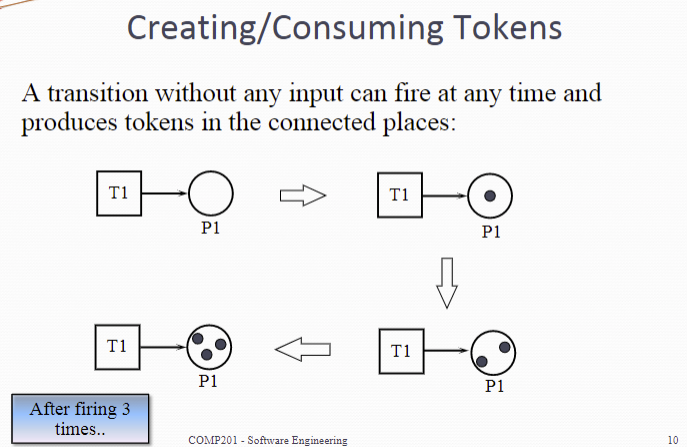 Creating/Consuming Tokens
A transition without any input can fire at any time and
produces tokens in the connected places:
T1
P1
T1
P1
T1
P1
T1
P1
After firing 3
times..
COMP201 - Software Engineering
10